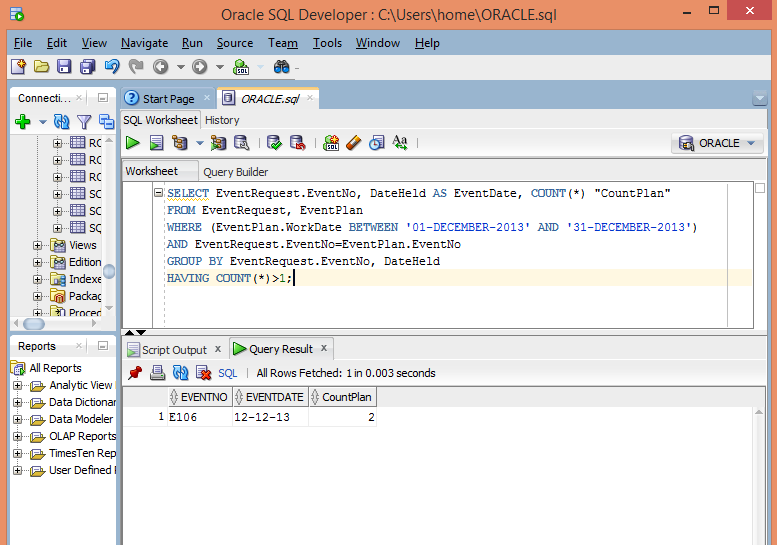 Oracle SQL Developer : C:\Users\home\ORACLE.sql
File Edit View Navigate Run Source Team Tools Window Help
Connecti...
Start Page
ORACLE.sql
SQL Worksheet History
ORACLE
Worksheet Query Builder
RC
RC
RC
SC
SC
SC
Views
Edition
Indexe
Packag
Proced
SELECT EventRequest.EventNo, DateHeld AS EventDate, COUNT(*) "CountPlan"
FROM EventRequest, EventPlan
WHERE (EventPlan.WorkDate BETWEEN '01-DECEMBER-2013' AND '31-DECEMBER-2013')
AND EventRequest.EventNo=EventPlan.EventNo
GROUP BY EventRequest.EventNo, DateHeld
HAVING COUNT(*)>1;
Reports
All Reports
Analytic View
Data Dictionar
Data Modeler
OLAP Reports
TimesTen Rep
User Defined
Script Output x Query Result x
SQL | All Rows Fetched: 1 in 0.003 seconds
EVENTNO EVENTDATE CountPlan
1 E106 12-12-13 2